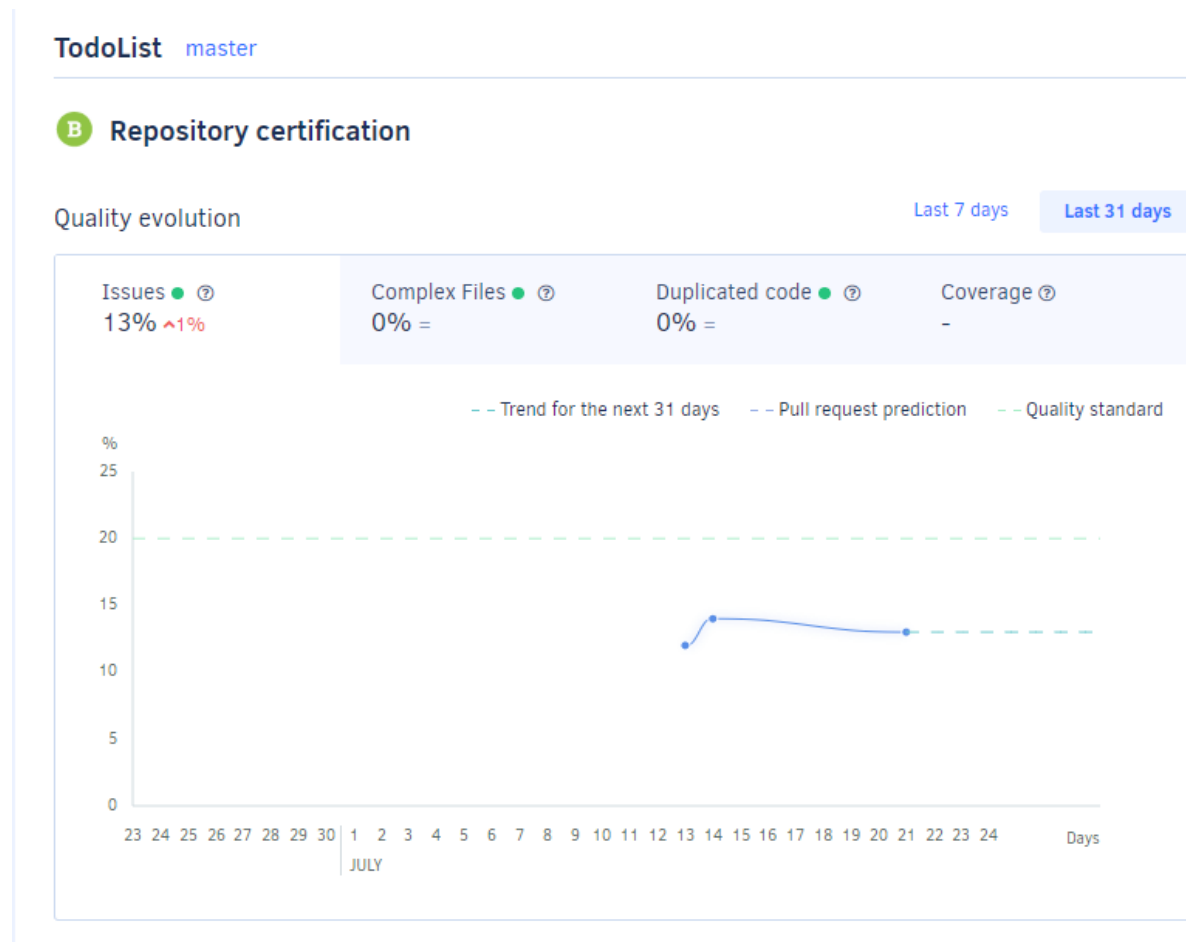 TodoList master
B Repository certification
Quality evolution Last 7 days Last 31 days
Issues ? Complex Files ? Duplicated code ? Coverage ?
13% 1% 0% = 0% = -
Trend for the next 31 days Pull request prediction Quality standard
%
25
20
15
10
5
0
23 24 25 26 27 28 29 30 1 2 3 4 5 6 7 8 9 10 11 12 13 14 15 16 17 18 19 20 21 22 23 24 Days
JULY